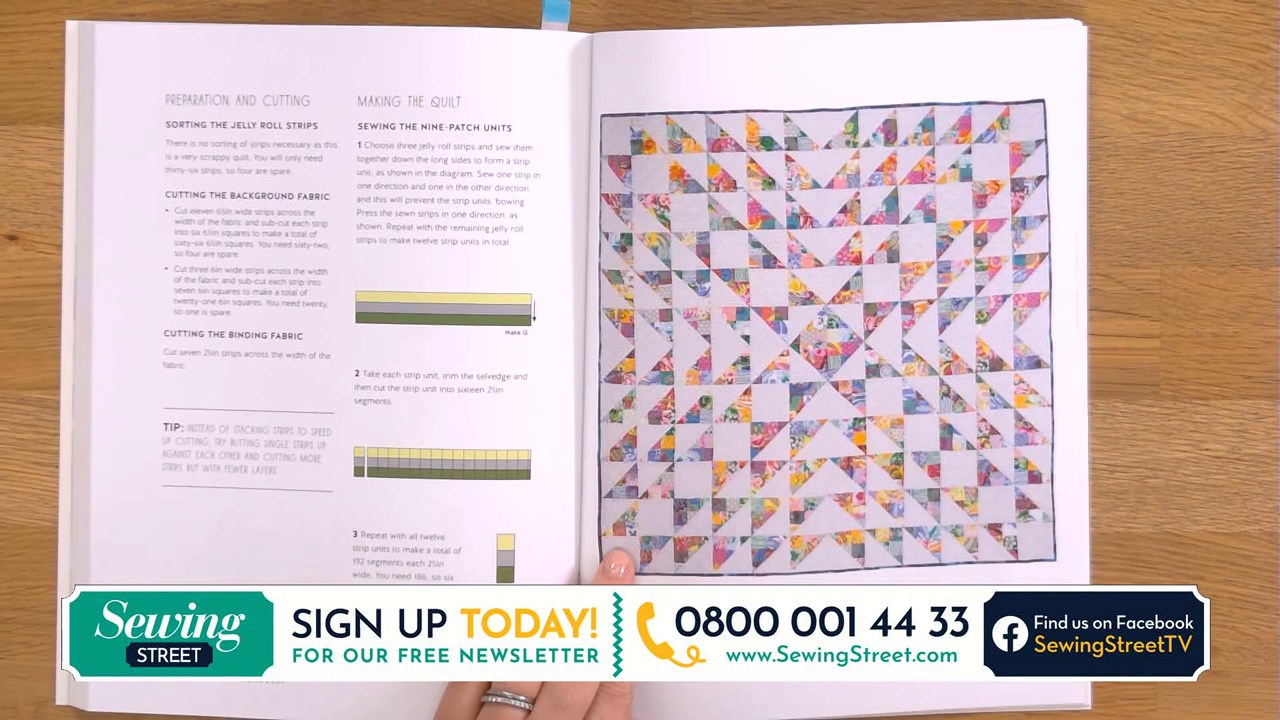 PREPARATION AND CUTTING
SORTING THE JELLY ROLL STRIPS
There is no sorting of strips necessary as this
is a very scrappy quilt. You will only need
thirty-six strips, so four are spare.
CUTTING THE BACKGROUND FABRIC
• Cut eleven 6½in wide strips across the
width of the fabric and sub-cut each strip
into six 6½in squares to make a total of
sixty-six 6½in squares. You need sixty-two,
so four are spare.
• Cut three 6in wide strips across the width
of the fabric and sub-cut each strip into
seven 6in squares to make a total of
twenty-one 6in squares. You need twenty,
so one is spare.
CUTTING THE BINDING FABRIC
Cut seven 2½in strips across the width of the
fabric.
TIP: INSTEAD OF STACKING STRIPS TO SPEED
UP CUTTING, TRY BUTTING SINGLE STRIPS UP
AGAINST EACH OTHER AND CUTTING MORE
STRIPS BUT WITH FEWER LAYERS
MAKING THE QUILT
SEWING THE NINE-PATCH UNITS
1 Choose three jelly roll strips and sew them
together down the long sides to form a strip
unit, as shown in the diagram. Sew one strip in
one direction and one in the other direction
and this will prevent the strip units 'bowing'.
Press the sewn strips in one direction, as
shown. Repeat with the remaining jelly roll
strips to make twelve strip units in total.
Make 12
2 Take each strip unit, trim the selvedge and
then cut the strip unit into sixteen 2½in
segments.
3 Repeat with all twelve
strip units to make a total of
192 segments each 2½in
wide. You need 186, so six
Sewing
STREET
SIGN UP TODAY!
FOR OUR FREE NEWSLETTER
0800 001 44 33
www.SewingStreet.com
Find us on Facebook
SewingStreetTV